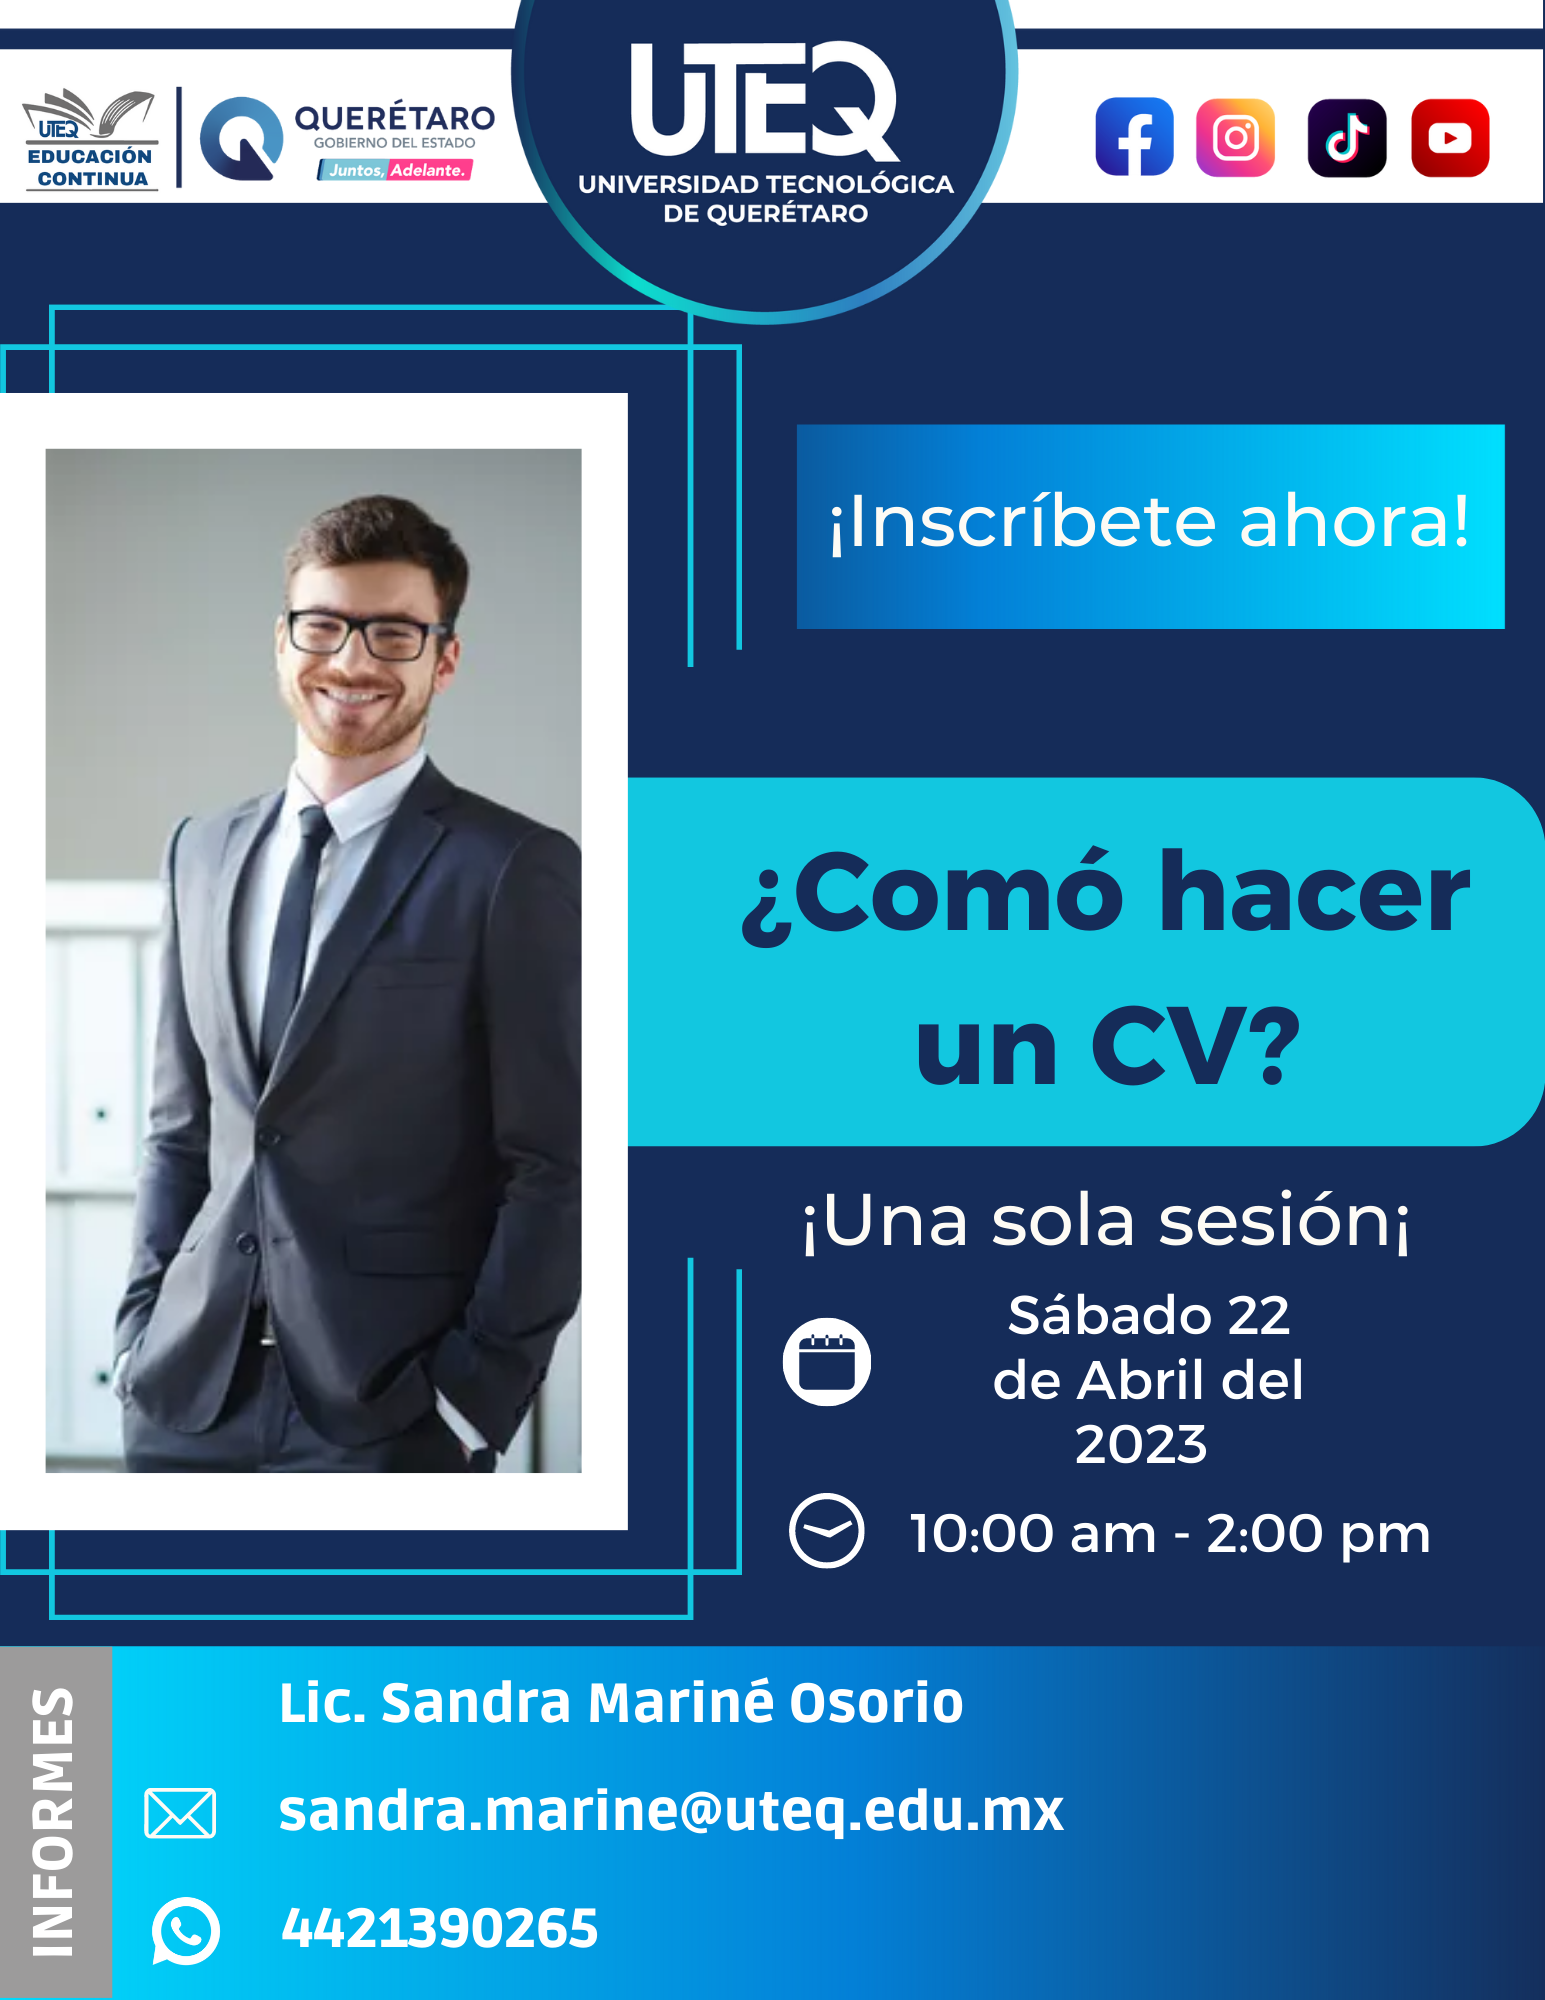 UTEQ
EDUCACIÓN
CONTINUA
QUERÉTARO
GOBIERNO DEL ESTADO
Juntos, Adelante.
UTEQ
UNIVERSIDAD TECNOLÓGICA
DE QUERÉTARO
¡Inscríbete ahora!
¿Comó hacer
un CV?
¡Una sola sesión¡
Sábado 22
de Abril del
2023
10:00 am - 2:00 pm
INFORMES
Lic. Sandra Mariné Osorio
sandra.marine@uteq.edu.mx
4421390265